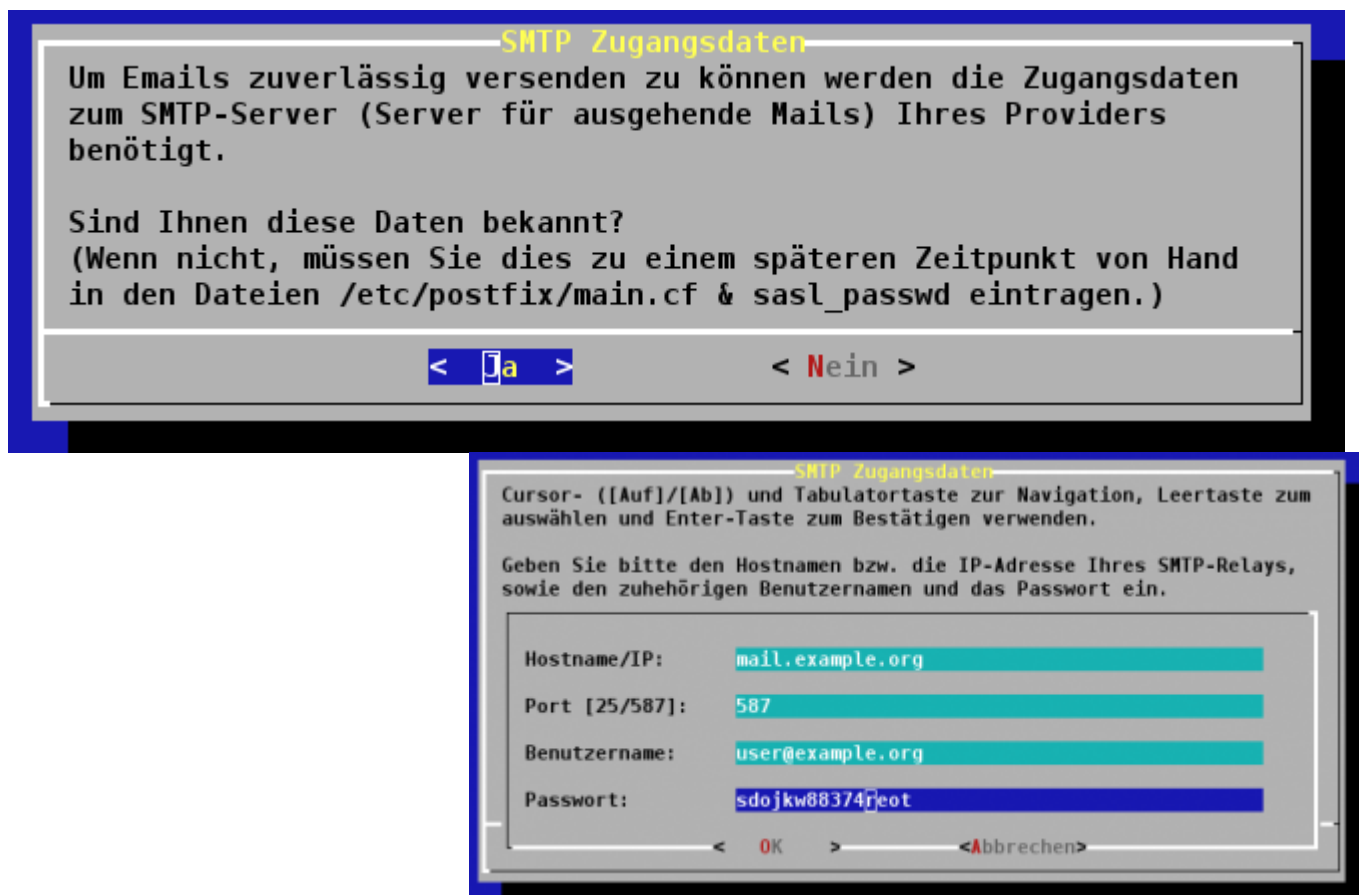 SMTP Zugangsdaten
Um Emails zuverlässig versenden zu können werden die Zugangsdaten
zum SMTP-Server (Server für ausgehende Mails) Ihres Providers
benötigt.
Sind Ihnen diese Daten bekannt?
(Wenn nicht, müssen Sie dies zu einem späteren Zeitpunkt von Hand
in den Dateien /etc/postfix/main.cf & sasl_passwd eintragen.)
< Ja > < Nein >
SMTP Zugangsdaten
Cursor- ([Auf]/[Ab]) und Tabulatortaste zur Navigation, Leertaste zum
auswählen und Enter-Taste zum Bestätigen verwenden.
Geben Sie bitte den Hostnamen bzw. die IP-Adresse Ihres SMTP-Relays,
sowie den zuhehörigen Benutzernamen und das Passwort ein.
Hostname/IP: mail.example.org
Port [25/587]: 587
Benutzername: user@example.org
Passwort: sdojkw88374reot
< OK > <Abbrechen>